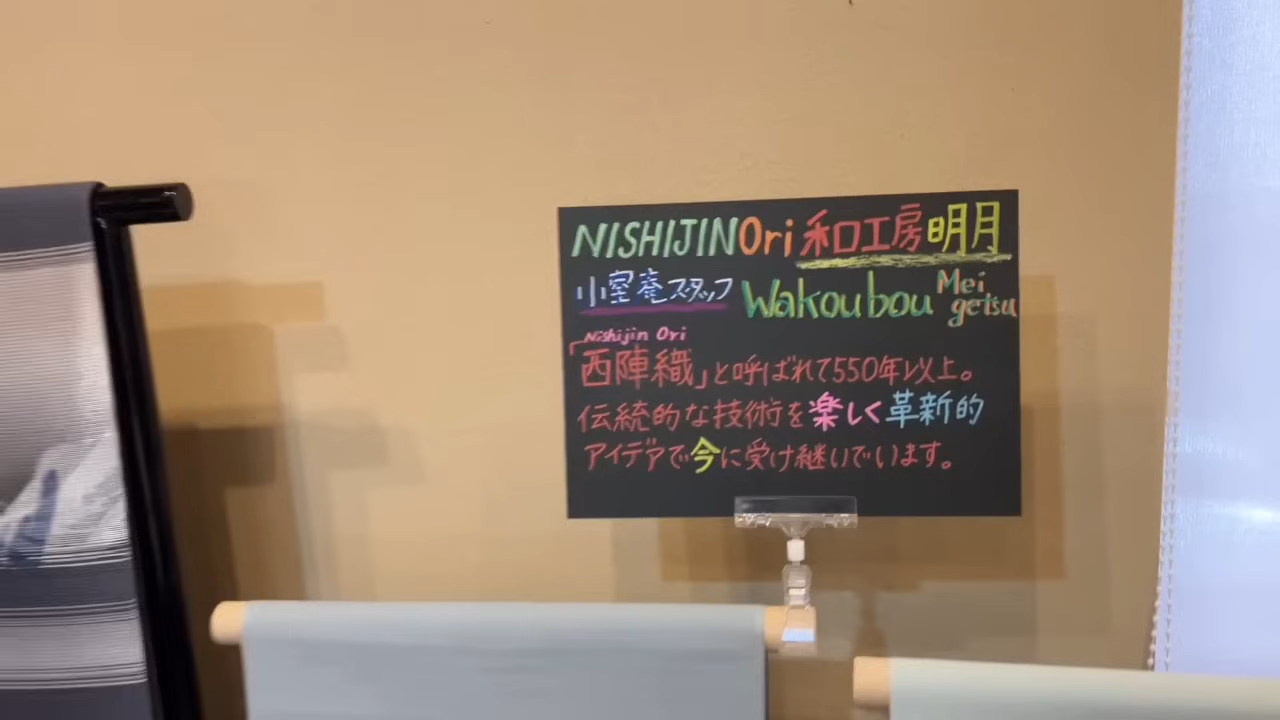 NISHIJIN Ori 和工房明月
小室庵スタッフ Wakoubou Meigetsu
Nishijin Ori
「西陣織」と呼ばれて550年以上。
伝統的な技術を楽しく革新的
アイデアで今に受け継いでいます。